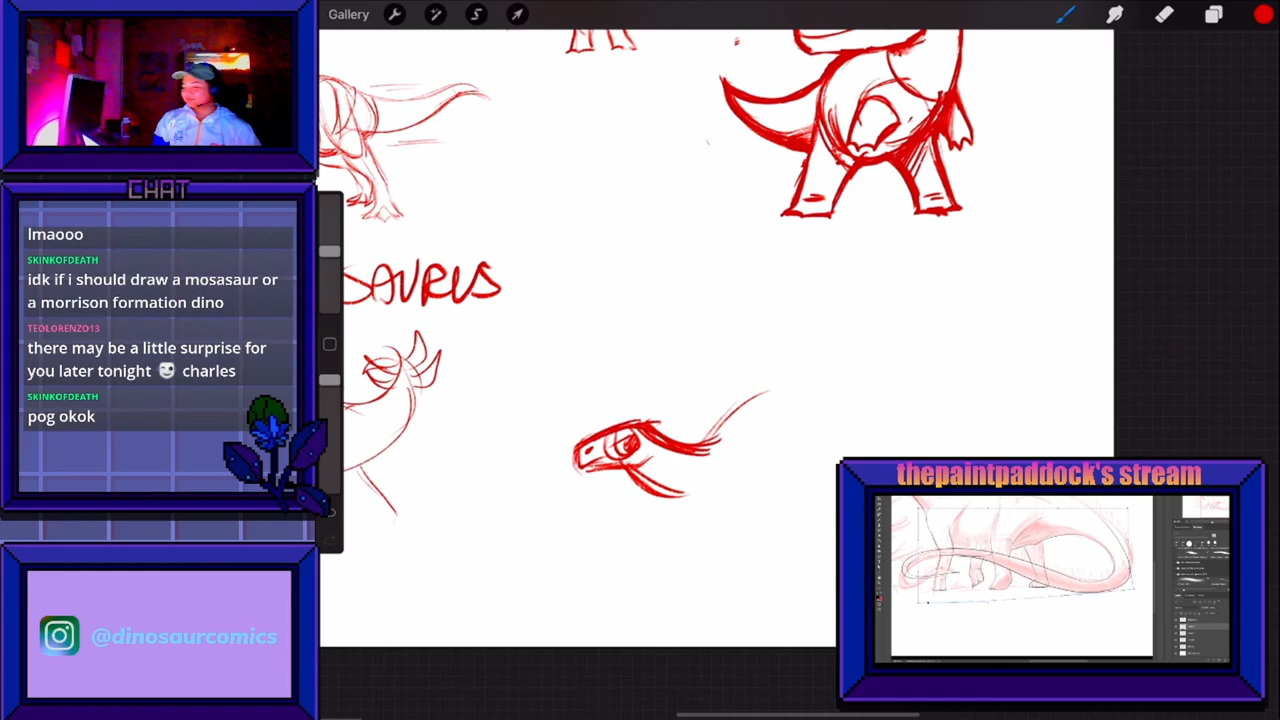 Gallery
CHAT
lmaooo
SKINKOFDEATH
idk if i should draw a mosasaur or
a morrison formation dino
TEOLORENZO13
there may be a little surprise for
you later tonight charles
SKINKOFDEATH
pog okok
SAURUS
thepaintpaddock's stream
@dinosaurcomics